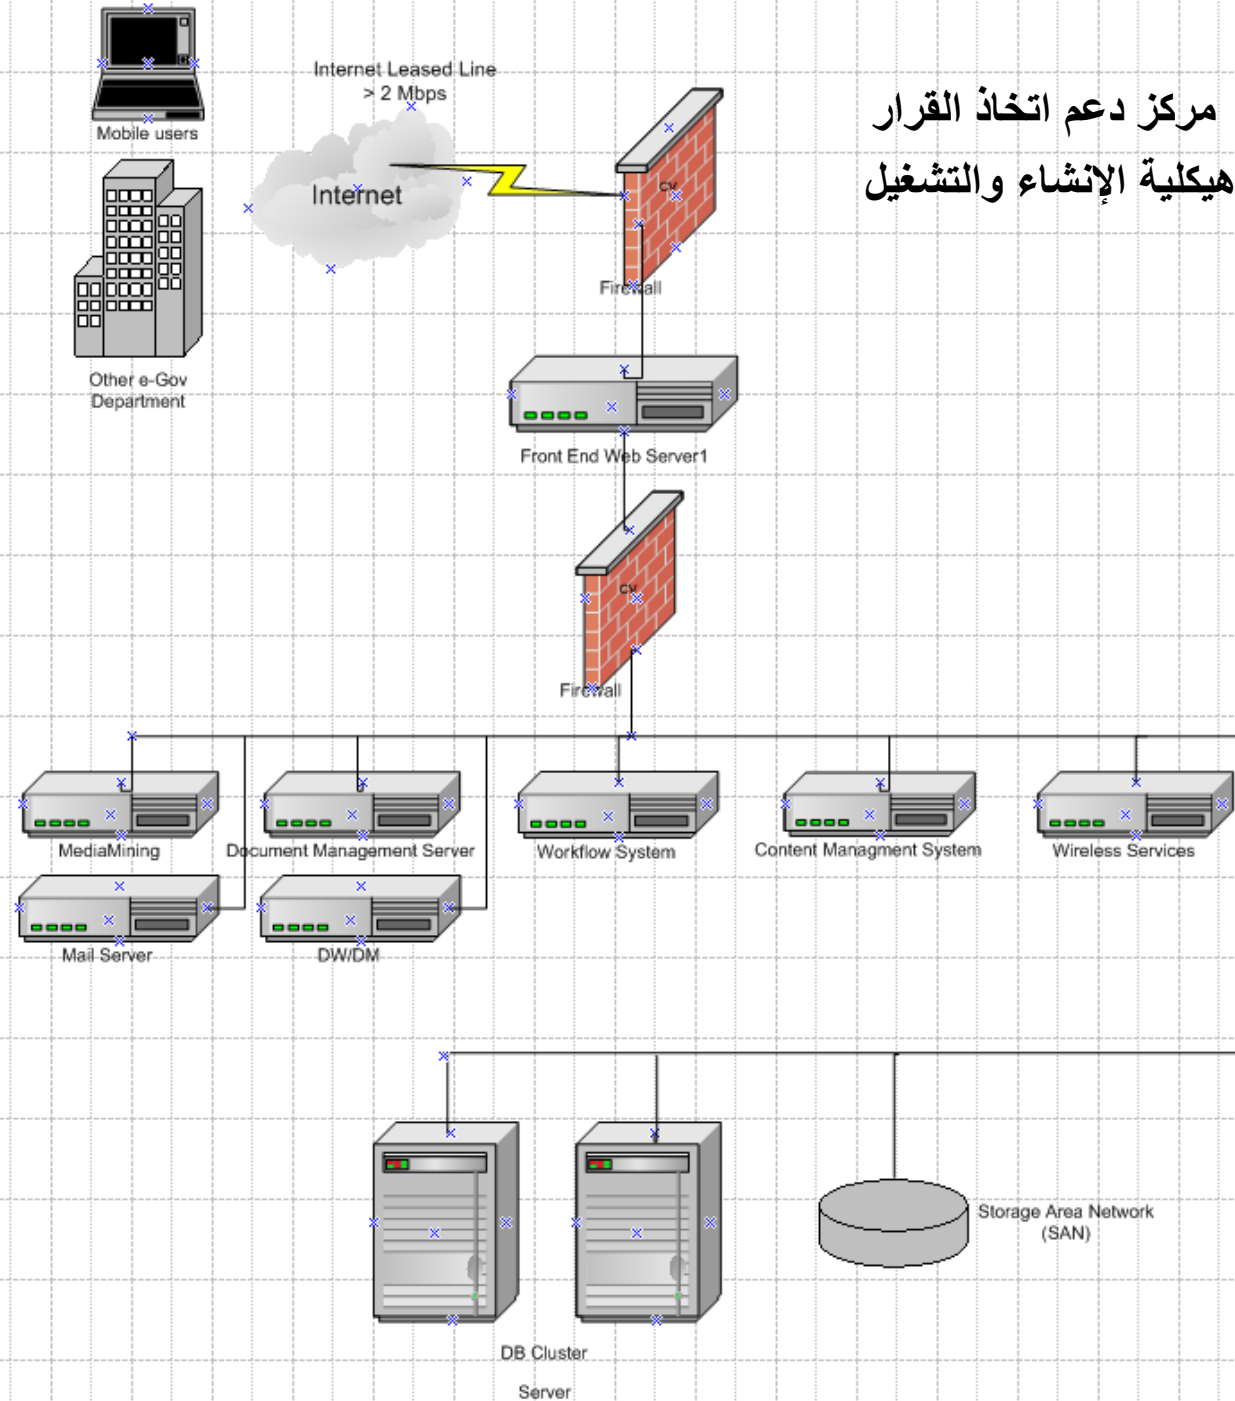 مركز دعم اتخاذ القرار
هيكلية الإنشاء والتشغيل
Mobile users
Internet Leased Line
> 2 Mbps
Internet
cv
Firewall
Other e-Gov
Department
Front End Web Server1
cv
Firewall
MediaMining
Document Management Server
Workflow System
Content Managment System
Wireless Services
Mail Server
DW/DM
Storage Area Network
(SAN)
DB Cluster
Server